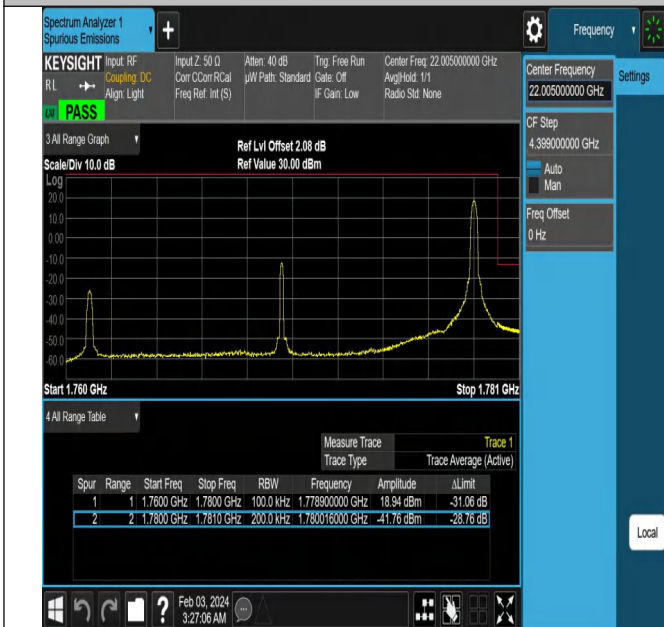 Spectrum Analyzer 1
Spurious Emissions
+
Frequency
KEYSIGHT
RL
Input: RF
Coupling: DC
Align: Light
Input Z: 50 Ω
Corr CCorr RCal
Freq Ref: Int (S)
Atten: 40 dB
µW Path: Standard
Trig: Free Run
Gate: Off
IF Gain: Low
Center Freq: 22.005000000 GHz
Avg|Hold: 1/1
Radio Std: None
PASS
Center Frequency
22.005000000 GHz
Settings
CF Step
4.399000000 GHz
Auto
Man
Freq Offset
0 Hz
3 All Range Graph
Ref Lvl Offset 2.08 dB
Scale/Div 10.0 dB
Ref Value 30.00 dBm
Log
20.0
10.0
0.00
-10.0
-20.0
-30.0
-40.0
-50.0
-60.0
Start 1.760 GHz
Stop 1.781 GHz
4 All Range Table
Measure Trace Trace 1
Trace Type Trace Average (Active)
Spur Range Start Freq Stop Freq RBW Frequency Amplitude ΔLimit
1 1 1.7600 GHz 1.7800 GHz 100.0 kHz 1.778900000 GHz 18.94 dBm -31.06 dB
2 2 1.7800 GHz 1.7810 GHz 200.0 kHz 1.780016000 GHz -41.76 dBm -28.76 dB
Local
?
Feb 03, 2024
3:27:06 AM